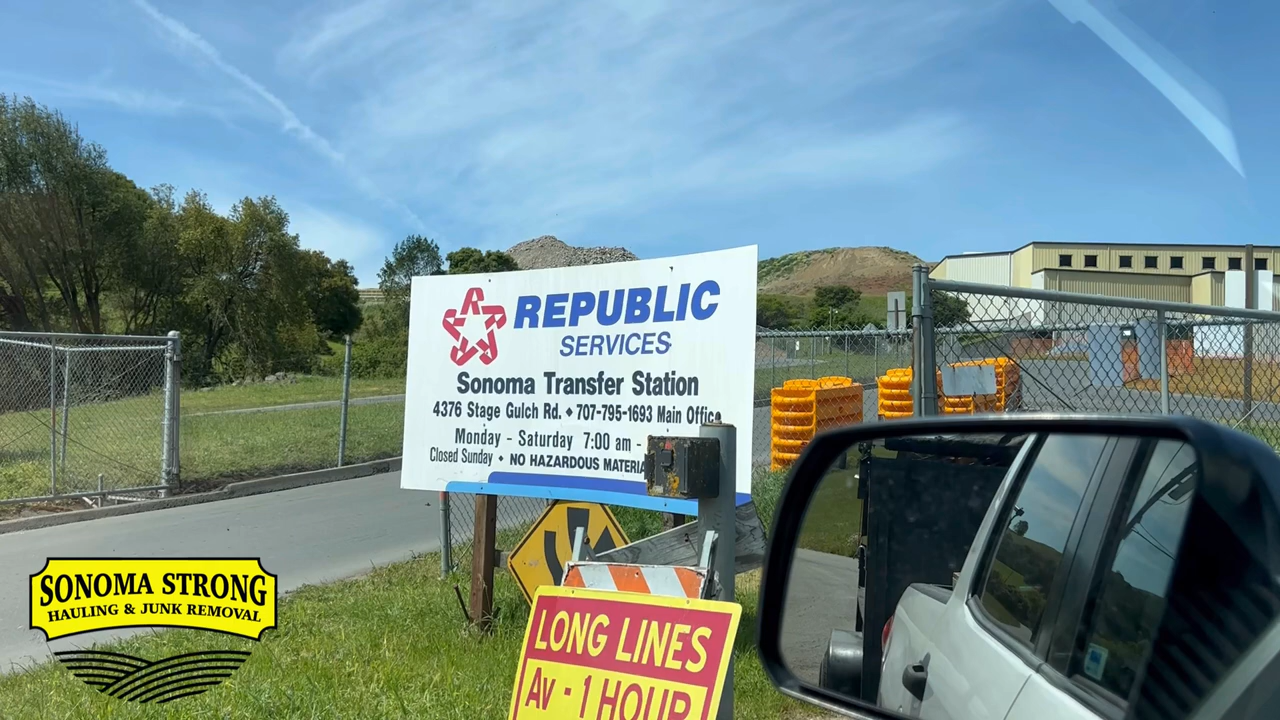 REPUBLIC
SERVICES
Sonoma Transfer Station
4376 Stage Gulch Rd. ♦ 707-795-1693 Main Office
Monday - Saturday 7:00 am -
Closed Sunday ♦ NO HAZARDOUS
LONG LINES
AV - 1 HOUR
SONOMA STRONG
HAULING & JUNK REMOVAL